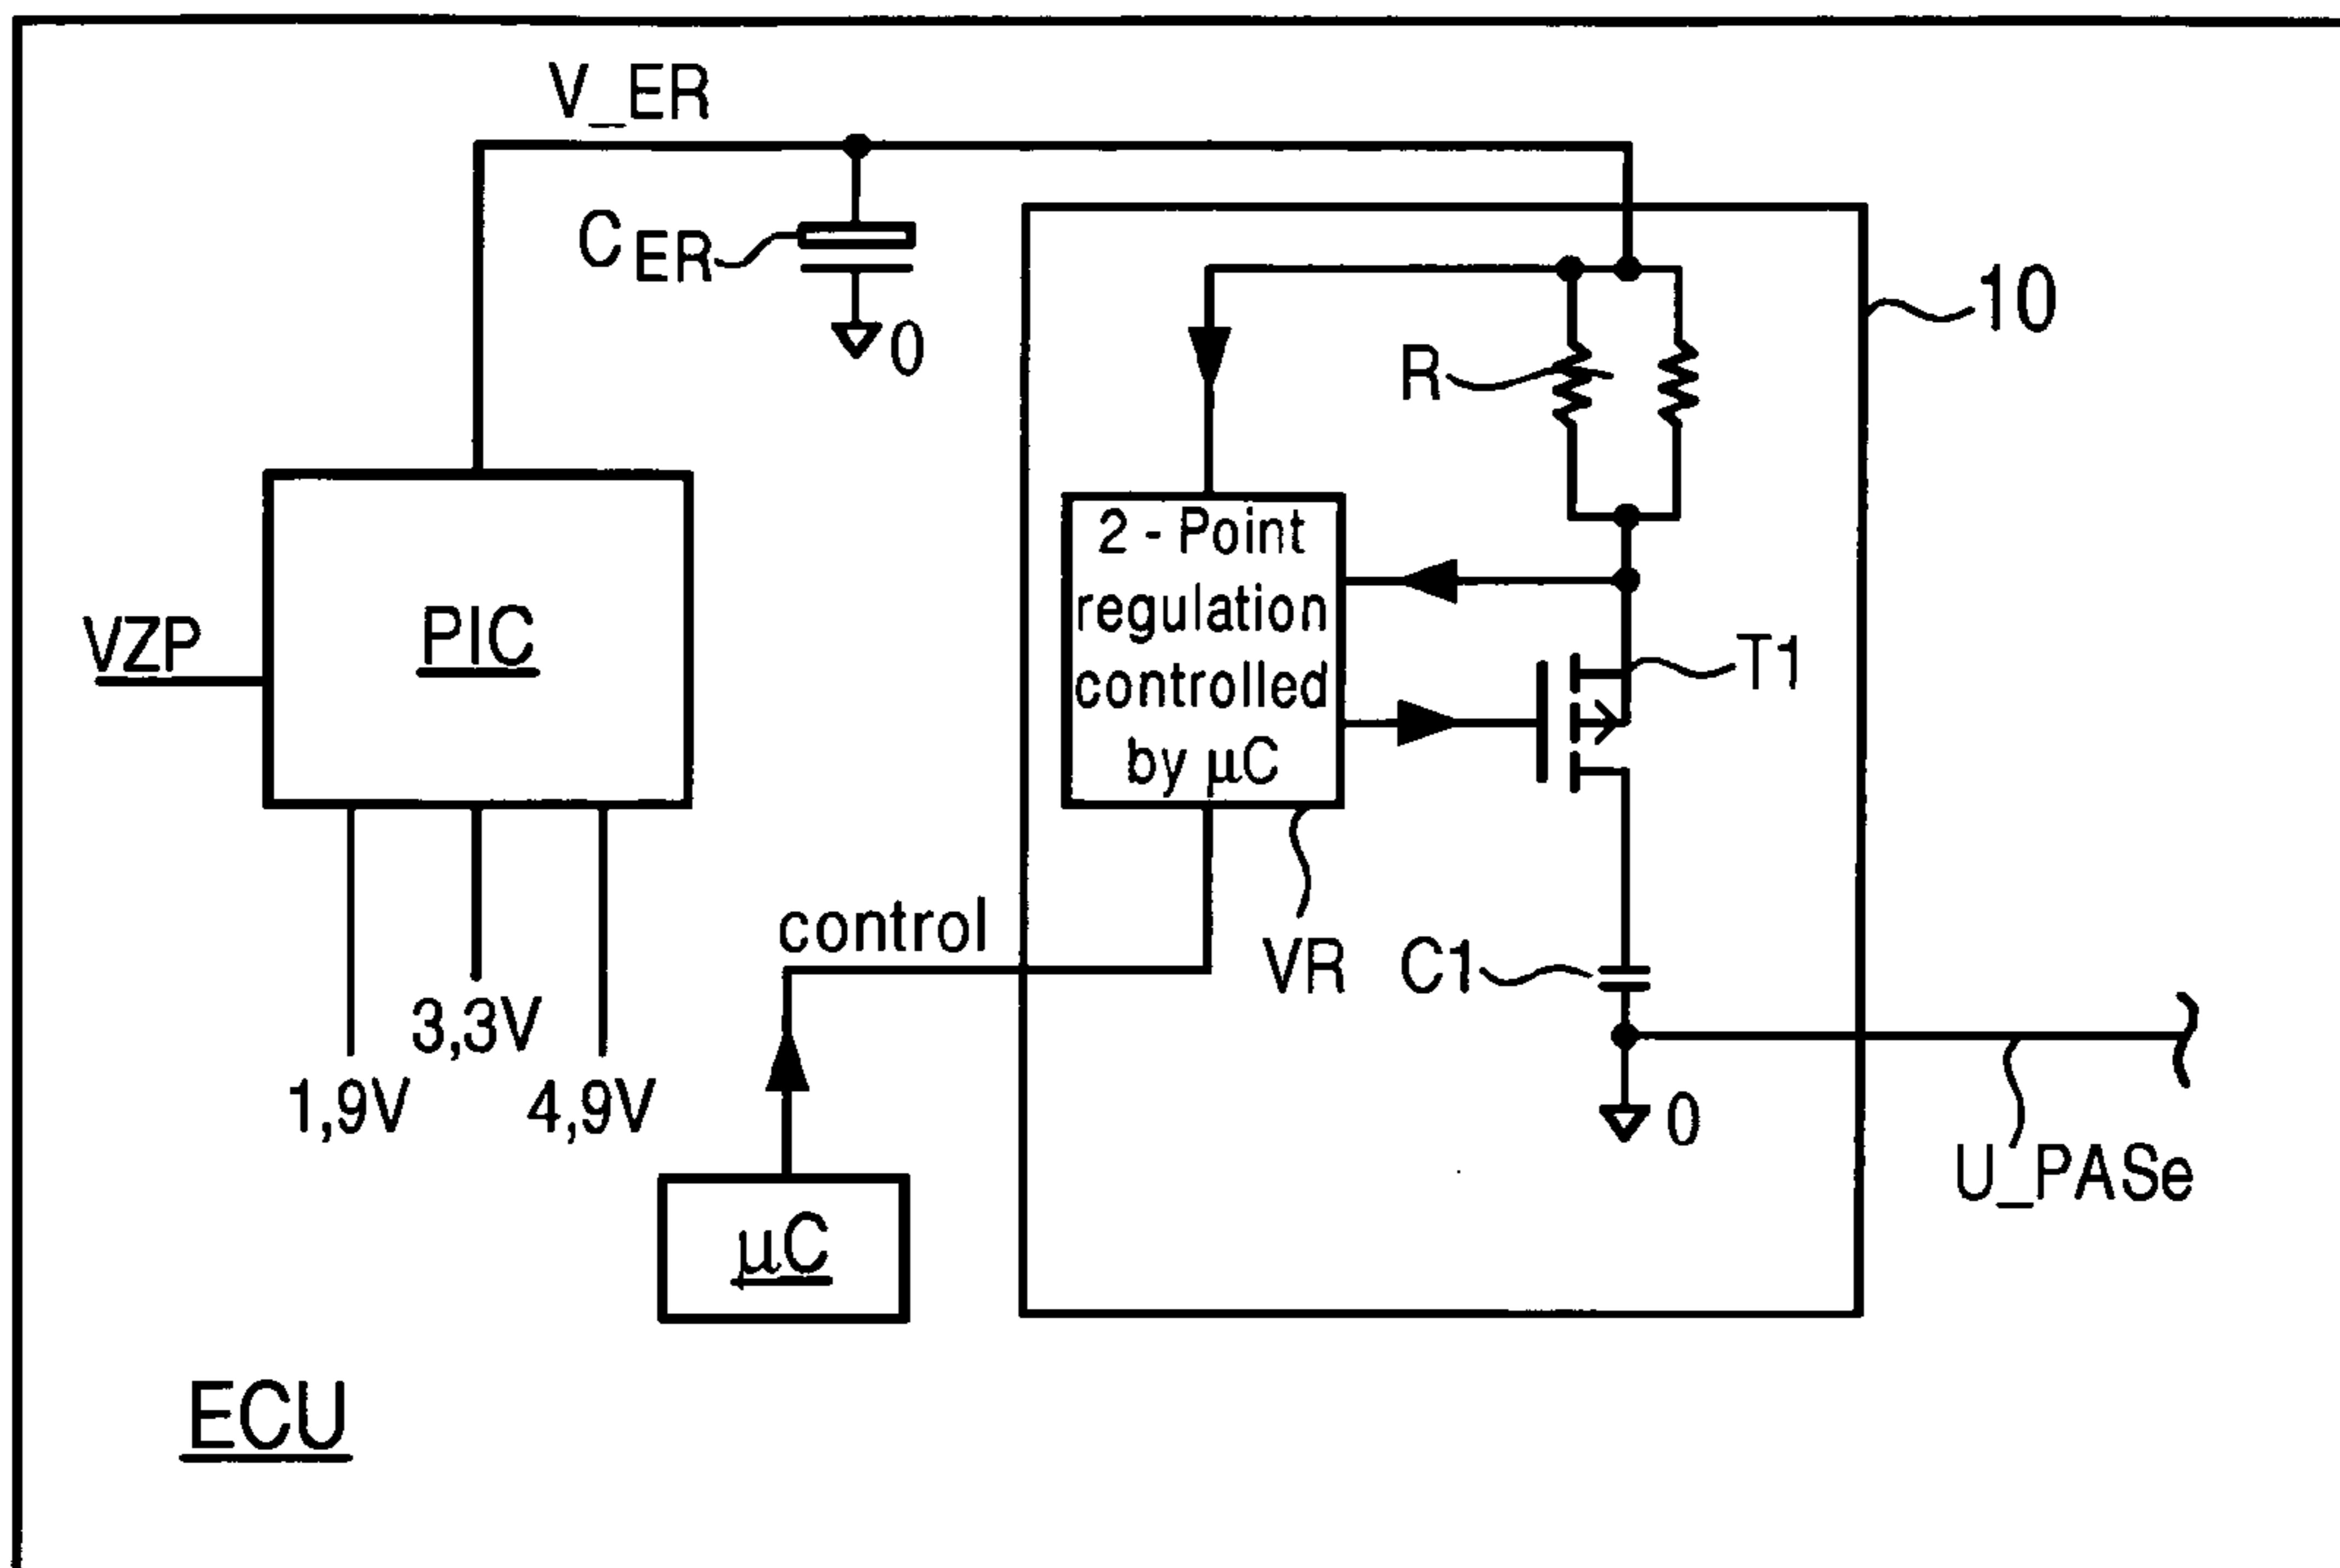 V_ER
C ER
0
10
R
2 - Point
regulation
controlled
by µC
VZP
PIC
T1
control
VR
C1
3,3V
1,9V
4,9V
0
U_PASe
µC
ECU